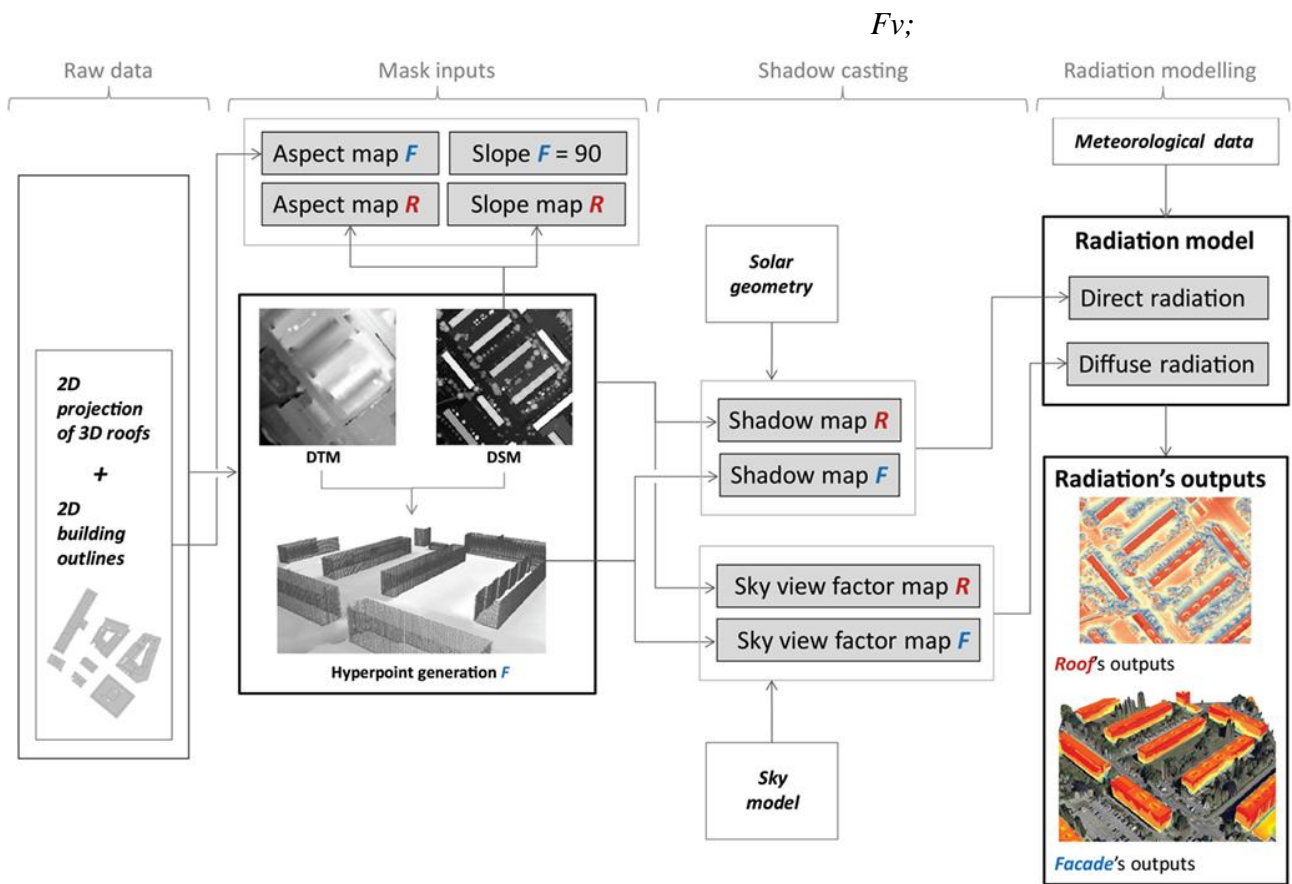 Fv;
Raw data
Mask inputs
Shadow casting
Radiation modelling
Aspect map F
Slope F = 90
Aspect map R
Slope map R
Meteorological data
Radiation model
Direct radiation
Diffuse radiation
Solar
geometry
2D
projection
of 3D roofs
+
2D
building
outlines
DTM
DSM
Shadow map R
Shadow map F
Hyperpoint generation F
Sky view factor map R
Sky view factor map F
Sky
model
Radiation's outputs
Roof's outputs
Facade's outputs